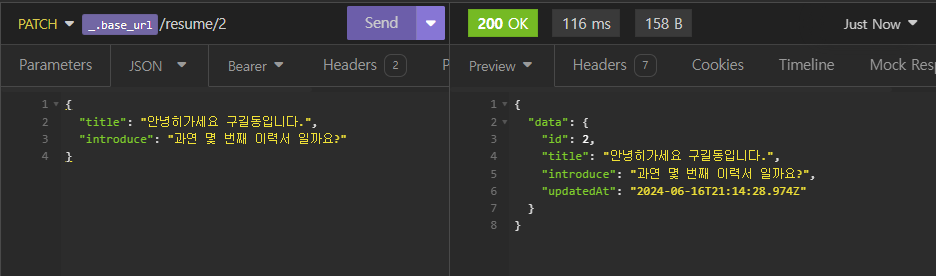 PATCH _.base_url /resume/2 Send
200 OK 116 ms 158 B Just Now
Parameters JSON Bearer Headers 2 P
Preview Headers 7 Cookies Timeline Mock Resp
1 {
2 "title": "안녕히가세요 구길동입니다.",
3 "introduce": "과연 몇 번째 이력서 일까요?"
4 }
1 {
2 "data": {
3 "id": 2,
4 "title": "안녕히가세요 구길동입니다.",
5 "introduce": "과연 몇 번째 이력서 일까요?",
6 "updatedAt": "2024-06-16T21:14:28.974Z"
7 }
8 }